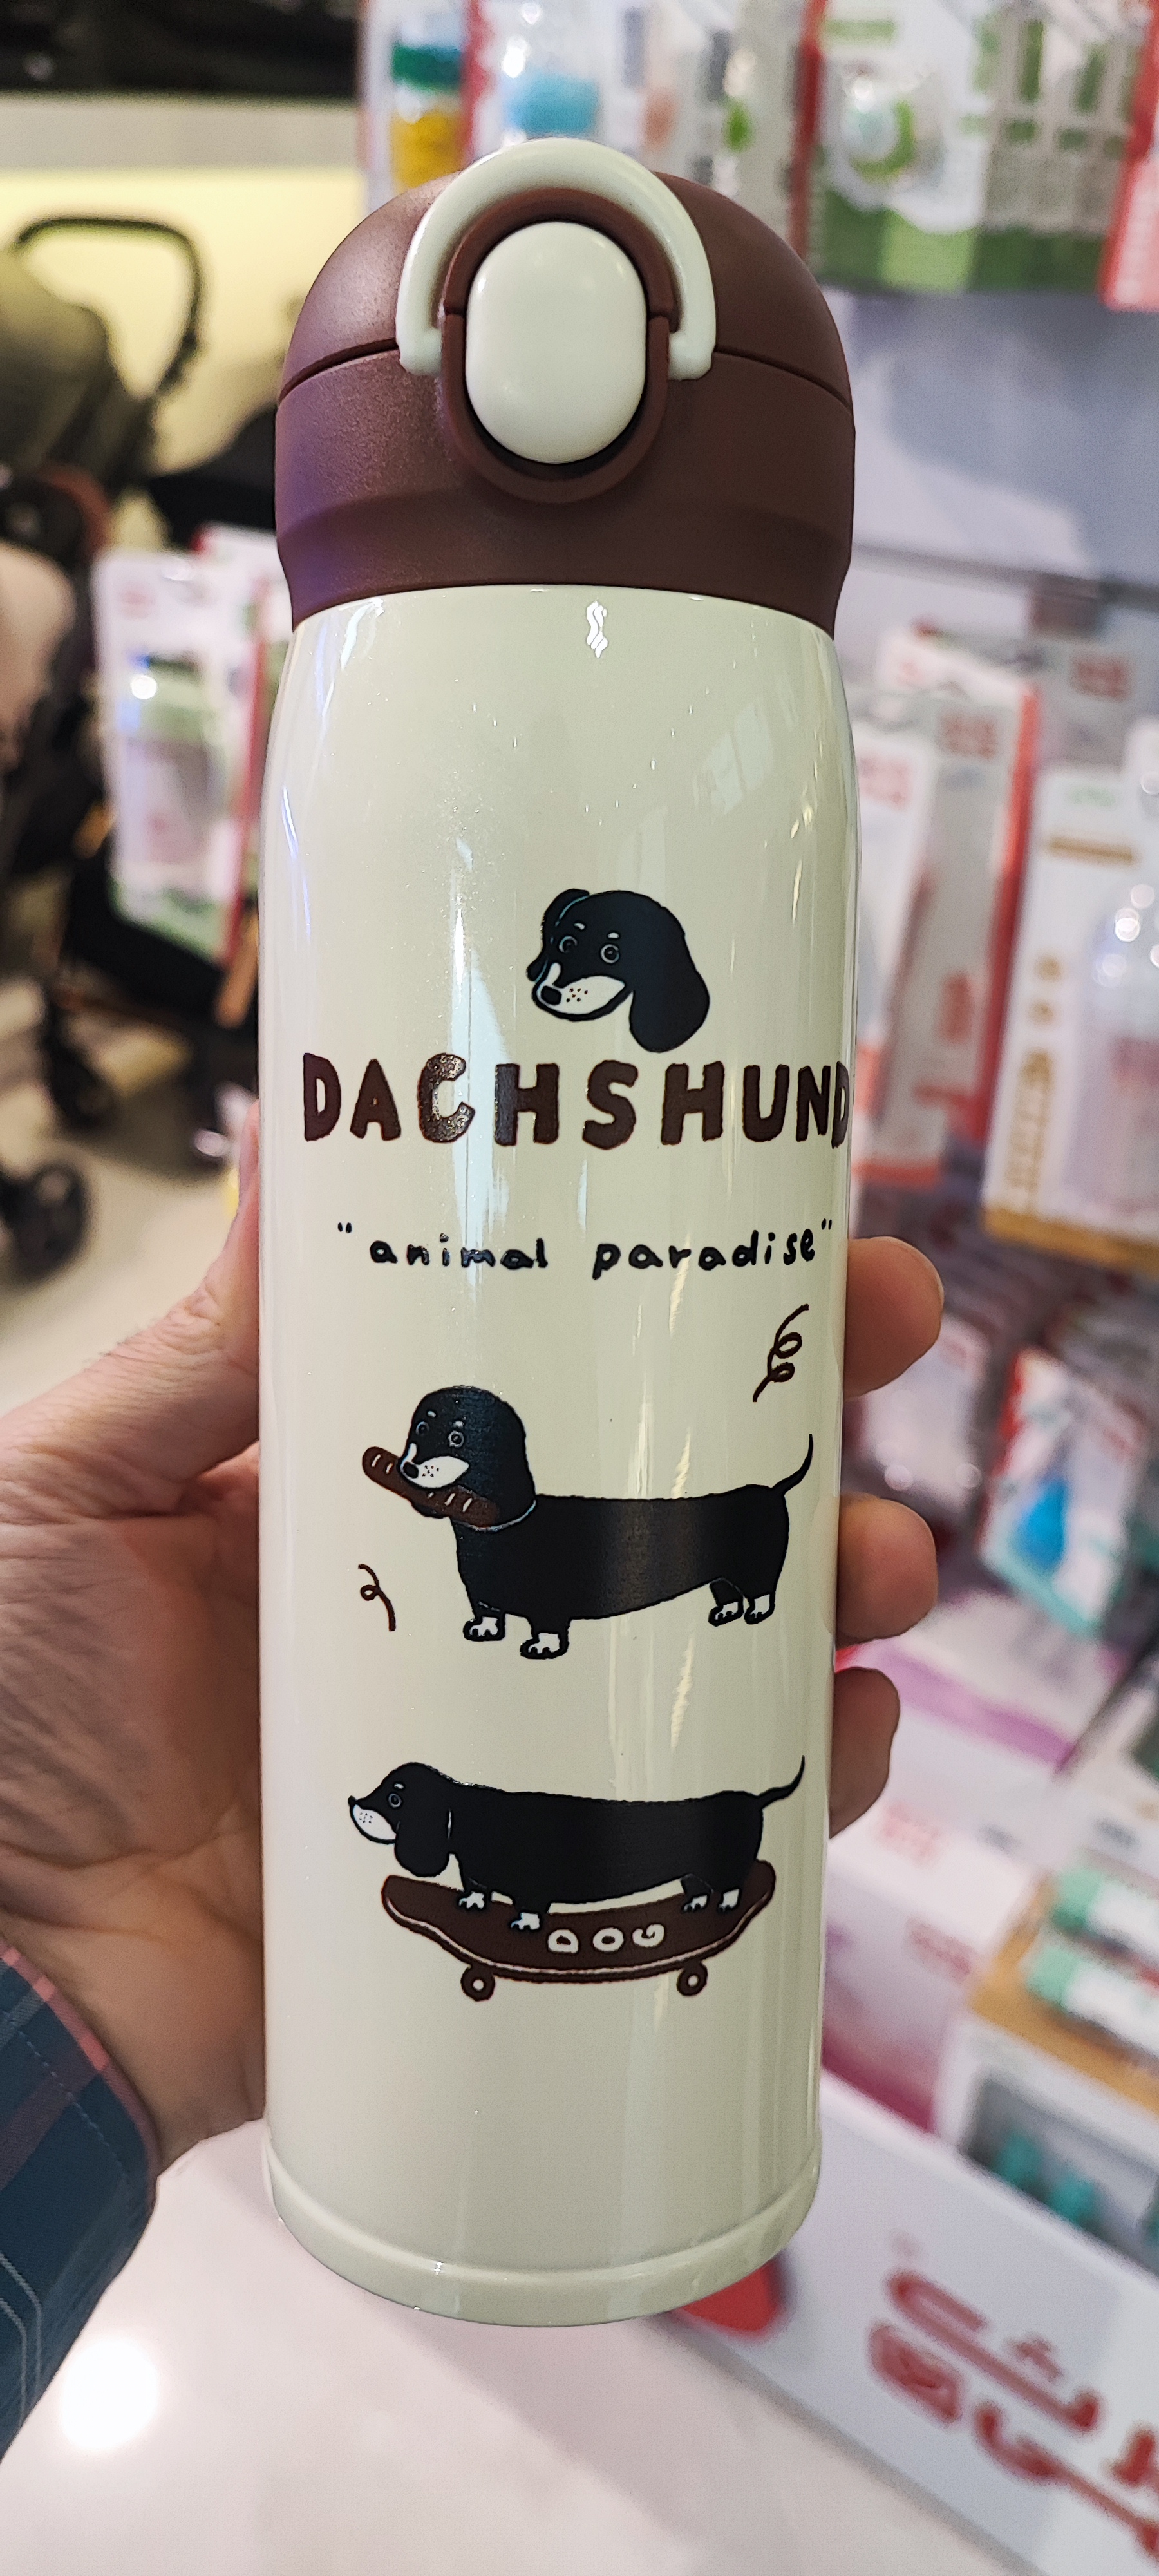 DACHSHUND
"animal paradise"
DOG